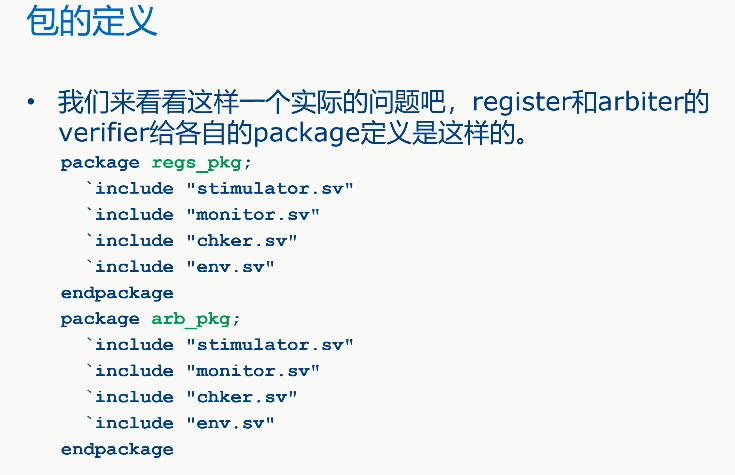 包的定义
• 我们来看看这样一个实际的问题吧，register和arbiter的
verifier给各自的package定义是这样的。
package regs_pkg;
`include "stimulator.sv"
`include "monitor.sv"
`include "chker.sv"
`include "env.sv"
endpackage
package arb_pkg;
`include "stimulator.sv"
`include "monitor.sv"
`include "chker.sv"
`include "env.sv"
endpackage